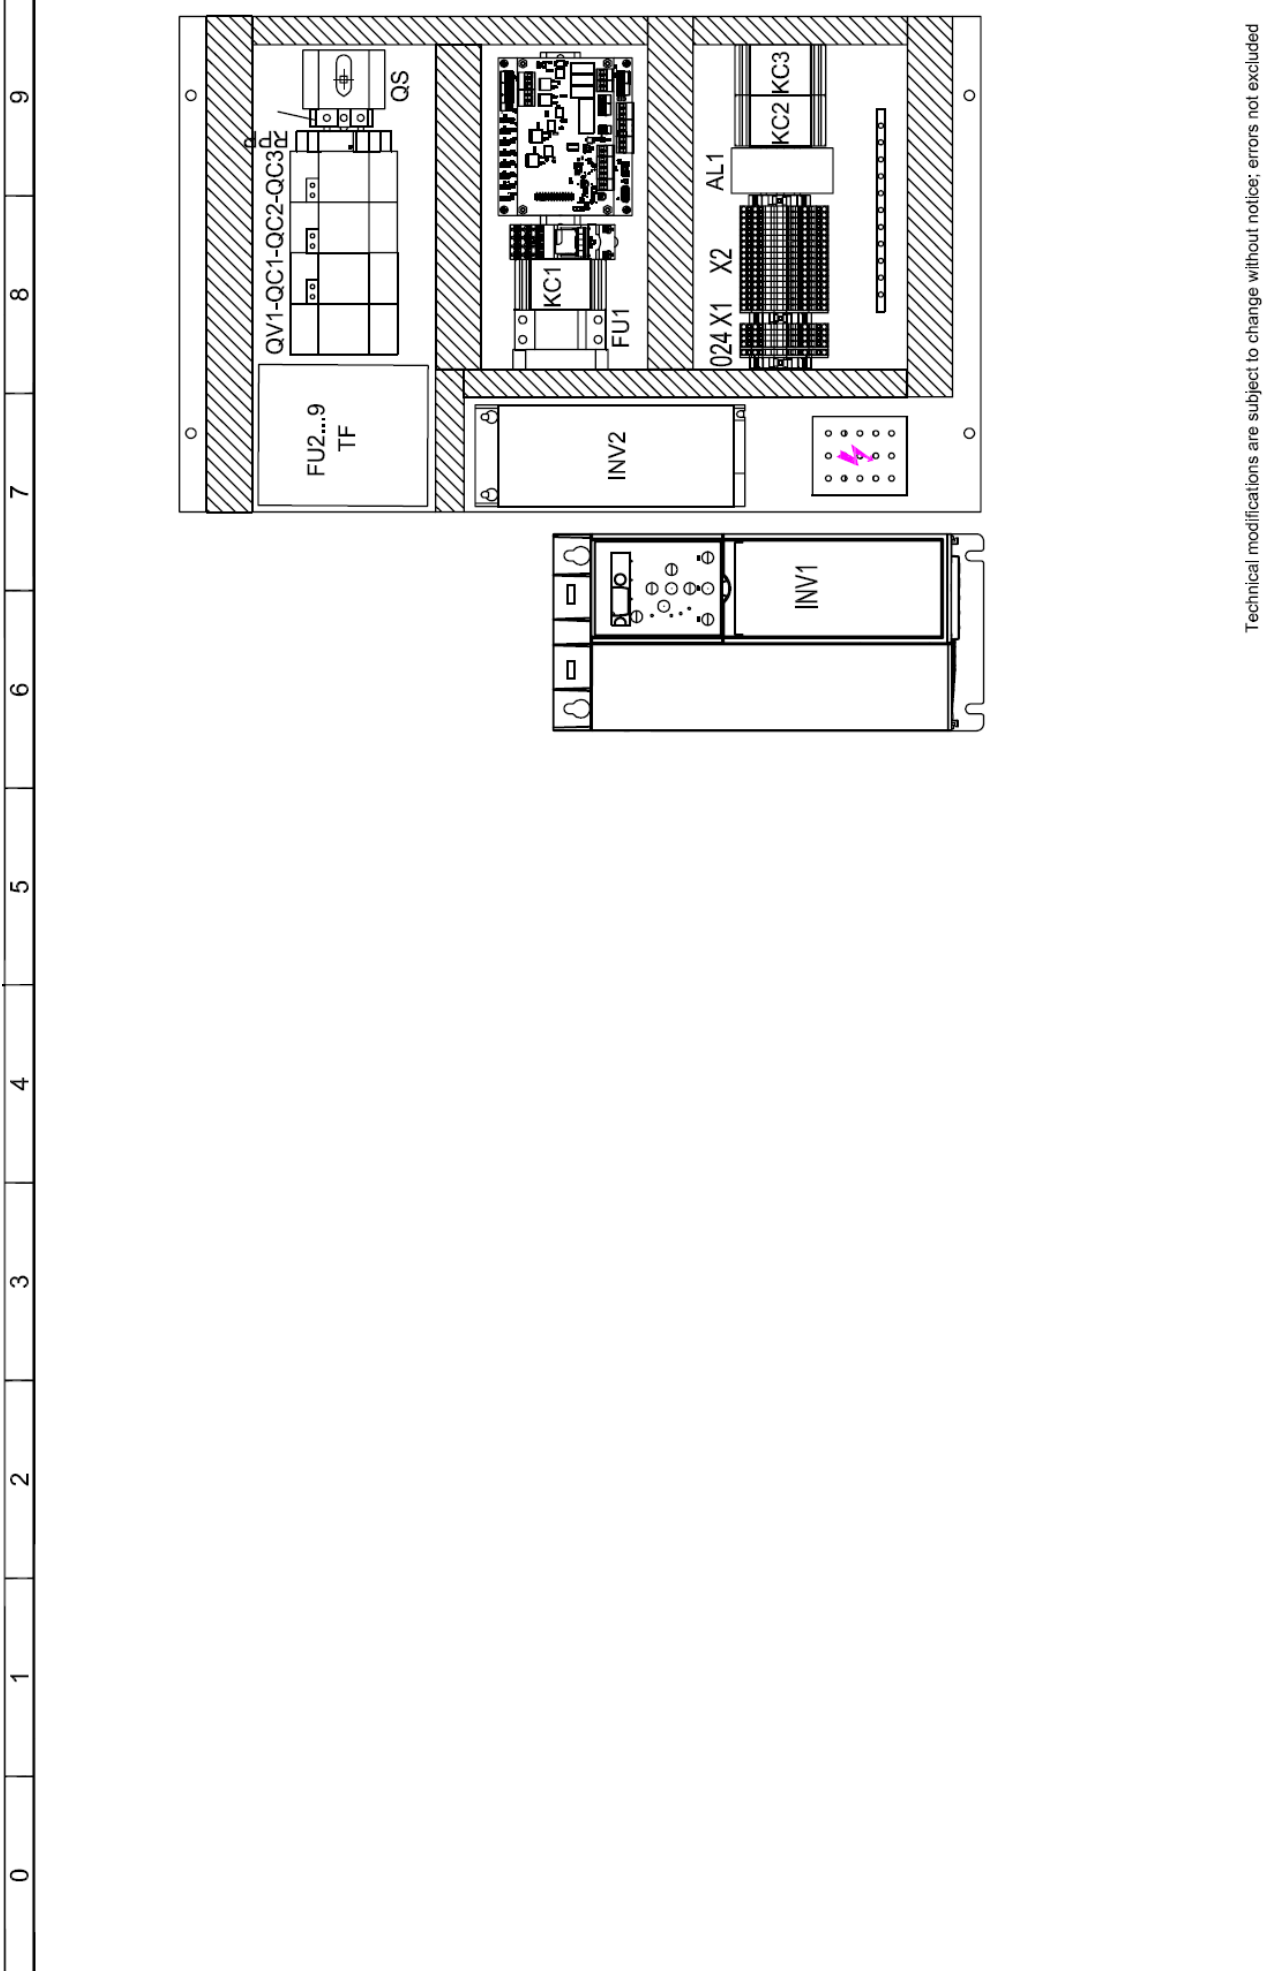 0 1 2 3 4 5 6 7 8 9
QV1-QC1-QC2-QC3
FU2...9
TF
QS
KC1
FU1
INV2
024 X1 X2
AL1
KC2 KC3
INV1
Technical modifications are subject to change without notice; errors not excluded